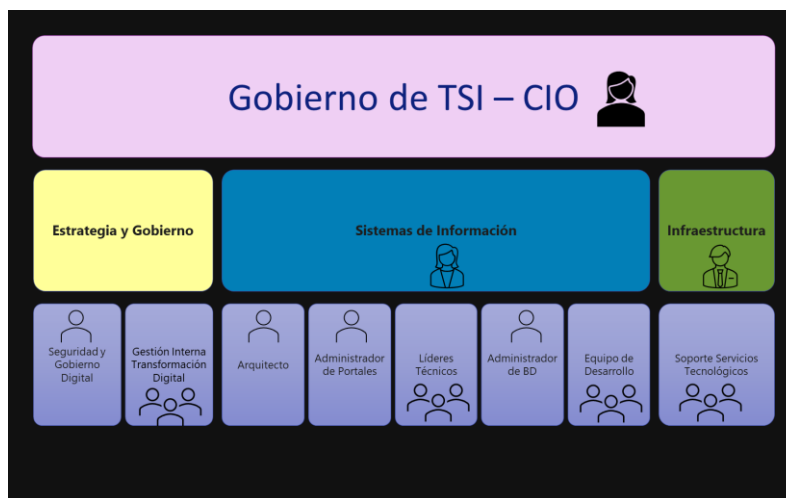 Gobierno de TSI – CIO
Estrategia y Gobierno
Sistemas de Información
Infraestructura
Seguridad y
Gobierno
Digital
Gestión Interna
Transformación
Digital
Arquitecto
Administrador
de Portales
Líderes
Técnicos
Administrador
de BD
Equipo de
Desarrollo
Soporte Servicios
Tecnológicos